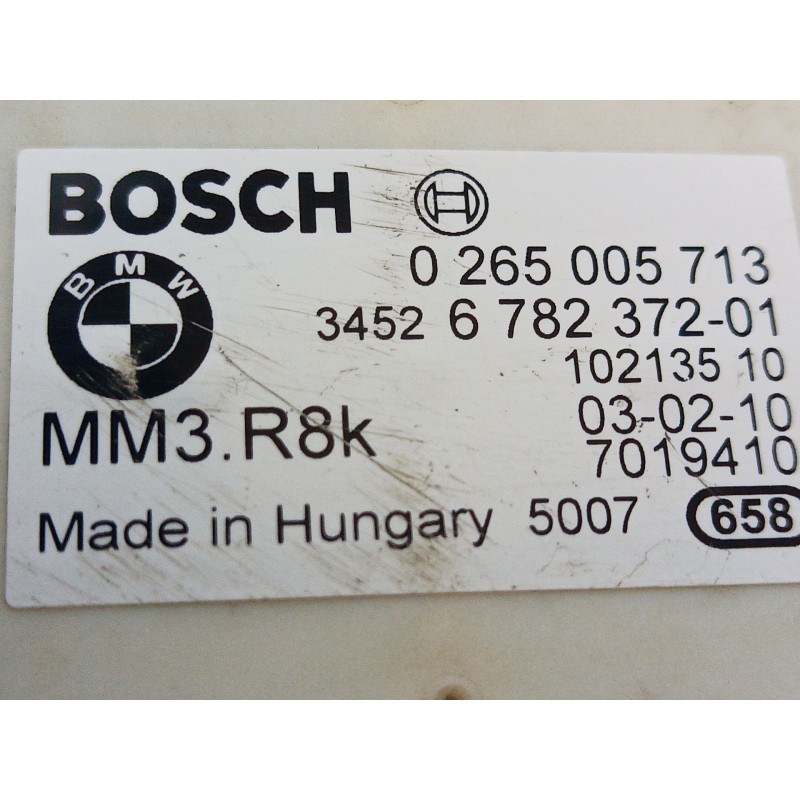 BOSCH
BMW
0 265 005 713
3452 6 782 372-01
102135 10
MM3.R8k
03-02-10
7019410
Made in Hungary 5007 658